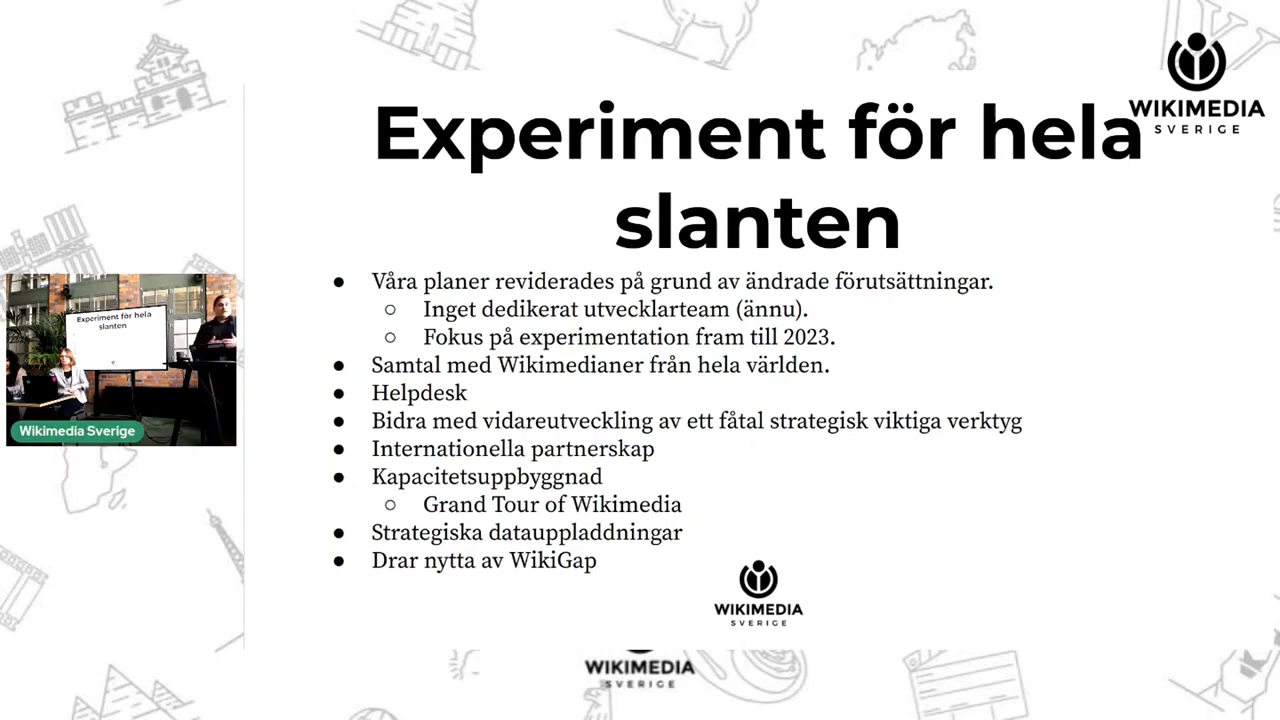 WIKIMEDIA
SVERIGE
Experiment för hela
slanten
● Våra planer reviderades på grund av ändrade förutsättningar.
○ Inget dedikerat utvecklarteam (ännu).
○ Fokus på experimentation fram till 2023.
● Samtal med Wikimedianer från hela världen.
● Helpdesk
● Bidra med vidareutveckling av ett fåtal strategisk viktiga verktyg
● Internationella partnerskap
● Kapacitetsuppbyggnad
○ Grand Tour of Wikimedia
● Strategiska datauppladdningar
● Drar nytta av WikiGap
Experiment för hela
slanten
Wikimedia Sverige
WIKIMEDIA
SVERIGE
WIKIMEDIA
SVERIGE